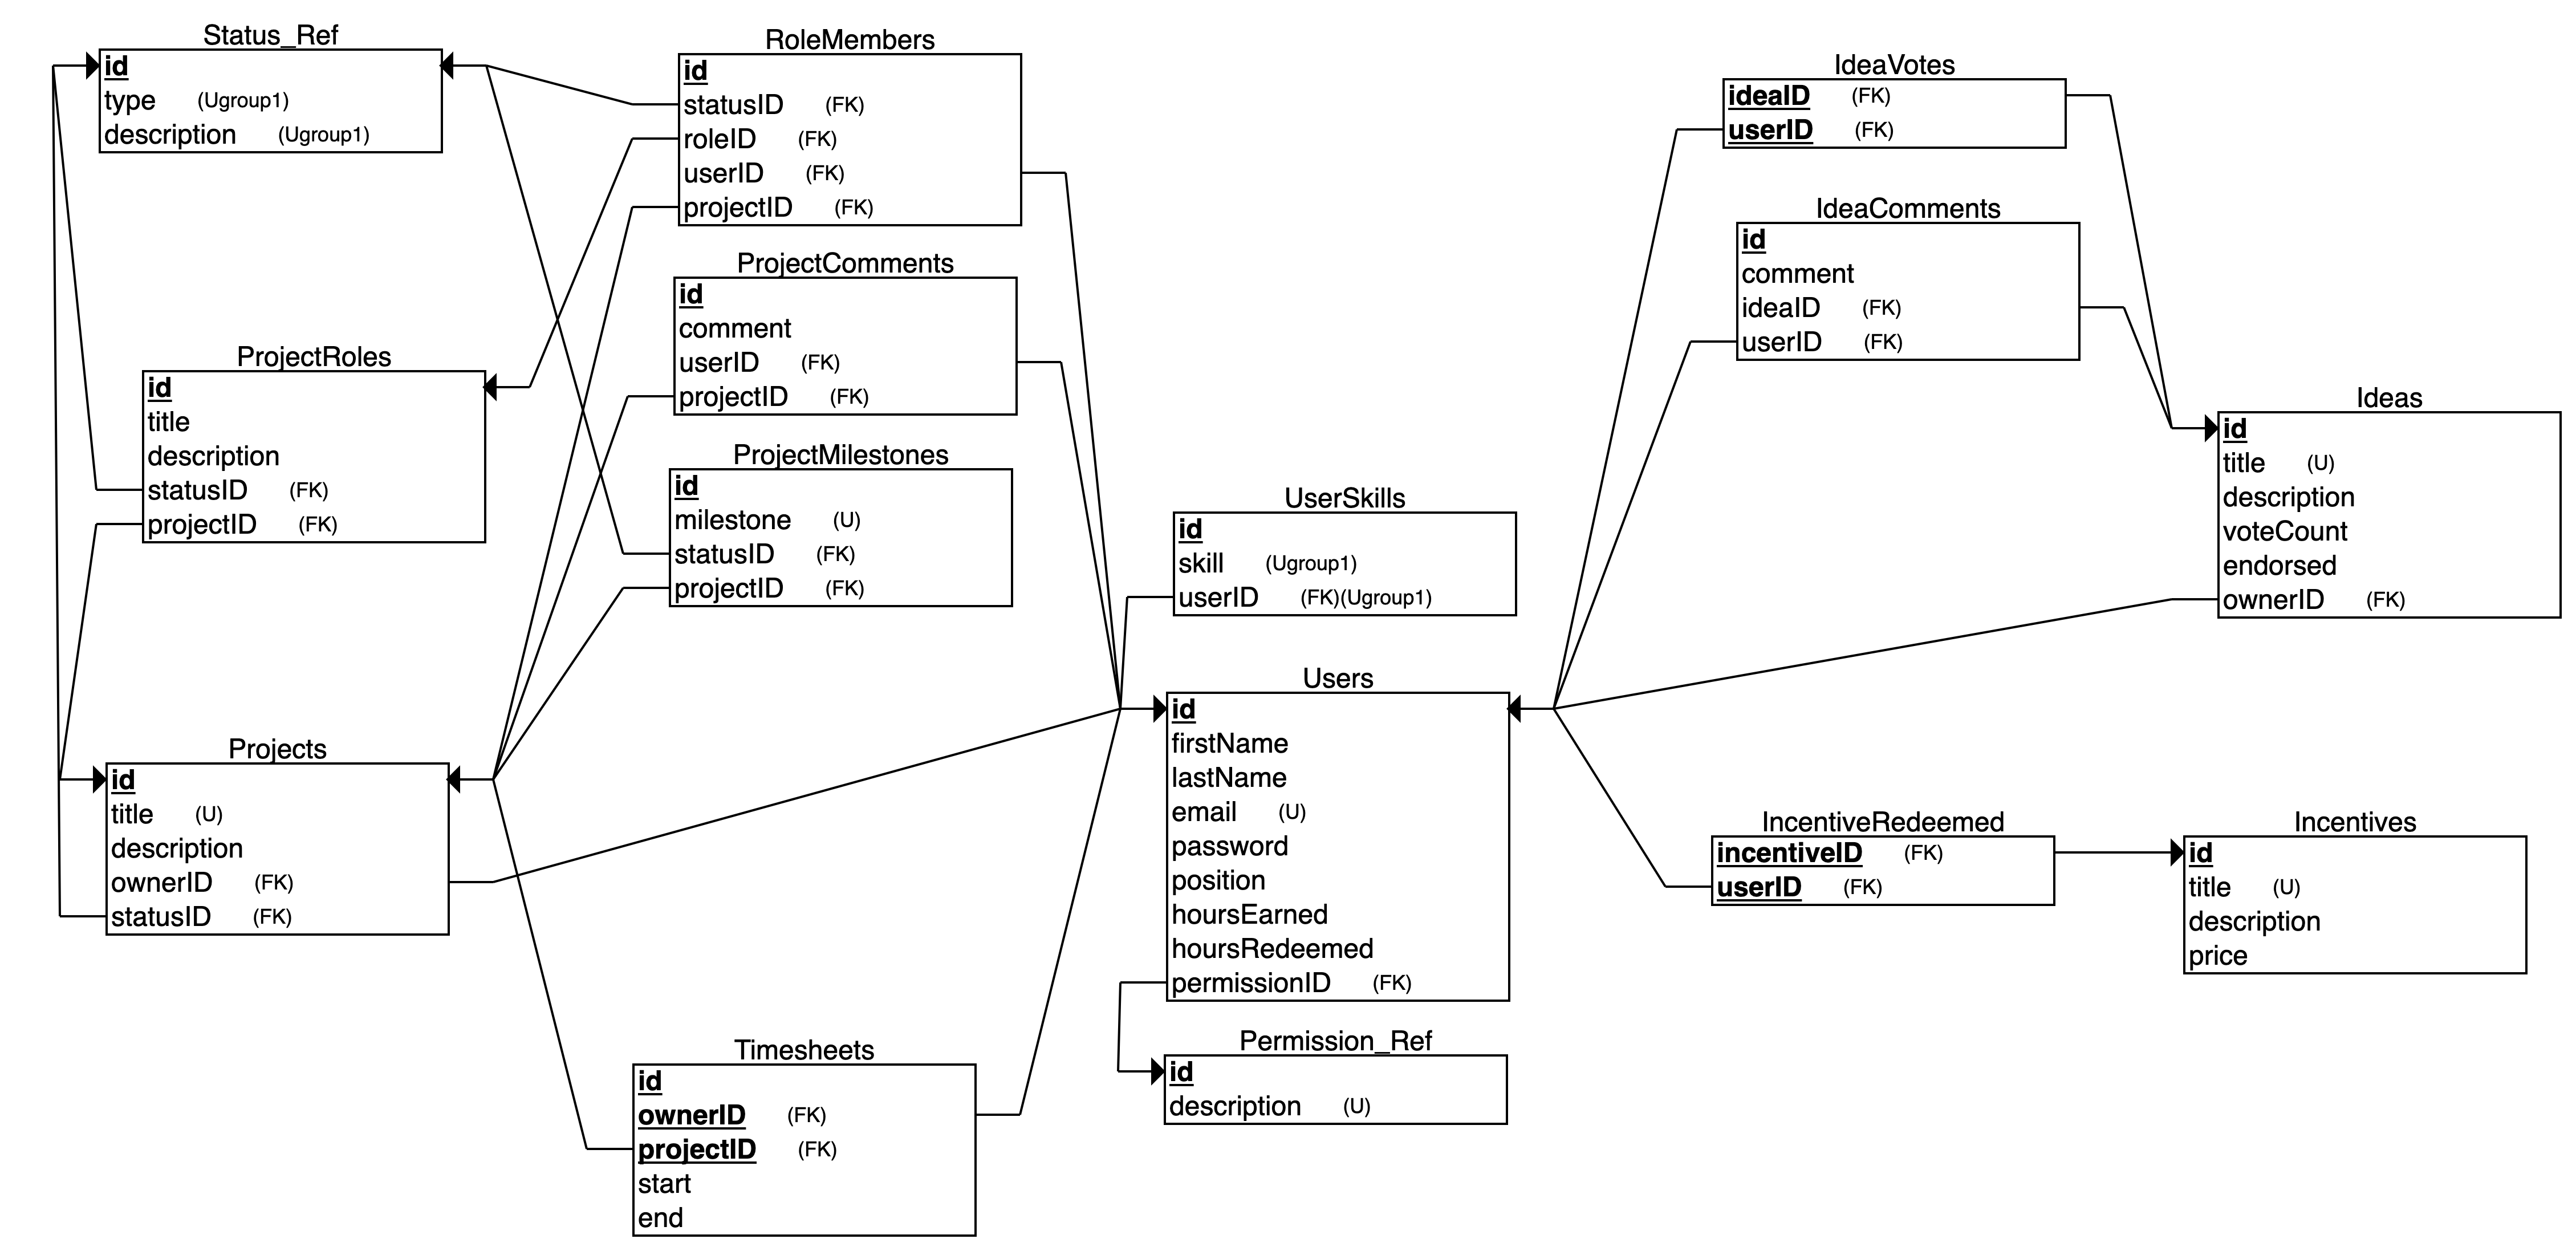 Status_Ref
id
type (Ugroup1)
description (Ugroup1)
RoleMembers
id
statusID (FK)
roleID (FK)
userID (FK)
projectID (FK)
ProjectComments
id
comment
userID (FK)
projectID (FK)
ProjectRoles
id
title
description
statusID (FK)
projectID (FK)
ProjectMilestones
id
milestone (U)
statusID (FK)
projectID (FK)
Projects
id
title (U)
description
ownerID (FK)
statusID (FK)
Timesheets
id
ownerID (FK)
projectID (FK)
start
end
UserSkills
id
skill (Ugroup1)
userID (FK)(Ugroup1)
Users
id
firstName
lastName
email (U)
password
position
hoursEarned
hoursRedeemed
permissionID (FK)
Permission_Ref
id
description (U)
IdeaVotes
ideaID (FK)
userID (FK)
IdeaComments
id
comment
ideaID (FK)
userID (FK)
Ideas
id
title (U)
description
voteCount
endorsed
ownerID (FK)
IncentiveRedeemed
incentiveID (FK)
userID (FK)
Incentives
id
title (U)
description
price